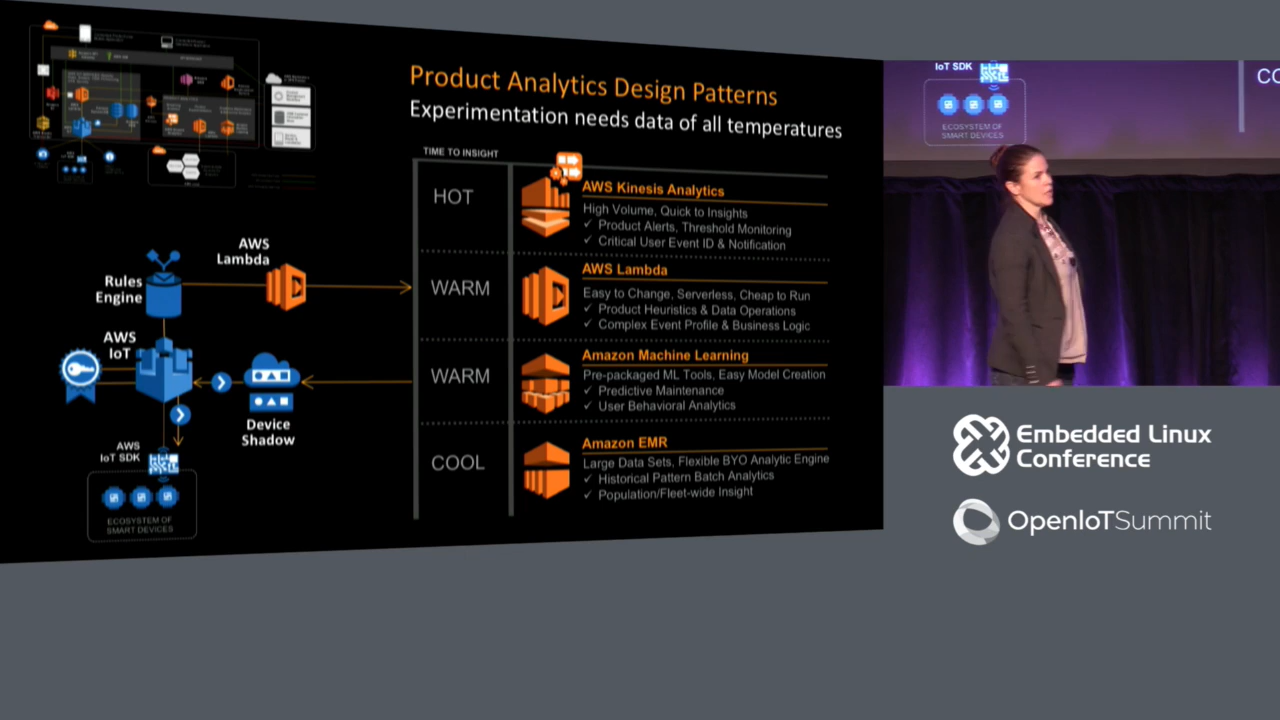 Product Analytics Design Patterns
Experimentation needs data of all temperatures
TIME TO INSIGHT
HOT
AWS Kinesis Analytics
High Volume, Quick to Insights
✓ Product Alerts, Threshold Monitoring
✓ Critical User Event ID & Notification
WARM
AWS Lambda
Easy to Change, Serverless, Cheap to Run
✓ Product Heuristics & Data Operations
✓ Complex Event Profile & Business Logic
WARM
Amazon Machine Learning
Pre-packaged ML Tools, Easy Model Creation
✓ Predictive Maintenance
✓ User Behavioral Analytics
COOL
Amazon EMR
Large Data Sets, Flexible BYO Analytic Engine
✓ Historical Pattern Batch Analytics
✓ Population/Fleet-wide Insight
AWS
Lambda
Rules
Engine
AWS
IoT
Device
Shadow
AWS
IoT SDK
ECOSYSTEM OF
SMART DEVICES
IoT SDK
ECOSYSTEM OF
SMART DEVICES
CO
Embedded Linux
Conference
OpenIoTSummit